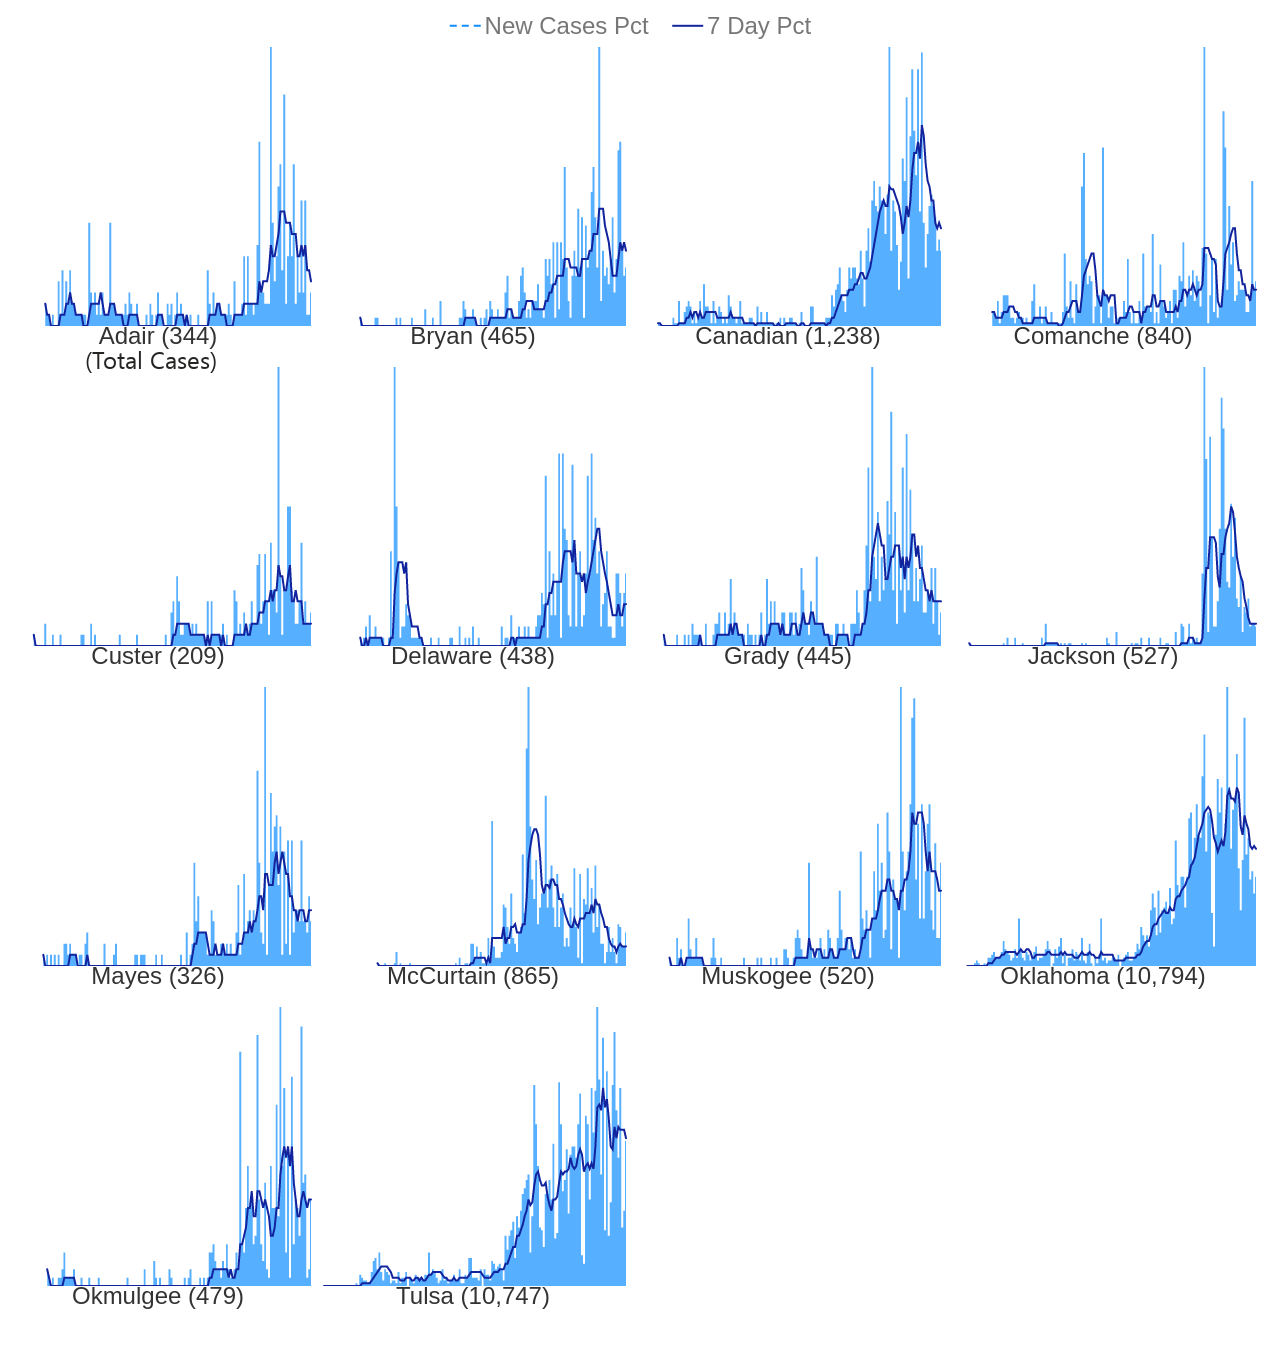 New Cases Pct 7 Day Pct
Adair (344) Bryan (465) Canadian (1,238) Comanche (840)
(Total Cases)
Custer (209) Delaware (438) Grady (445) Jackson (527)
Mayes (326) McCurtain (865) Muskogee (520) Oklahoma (10,794)
Okmulgee (479) Tulsa (10,747)